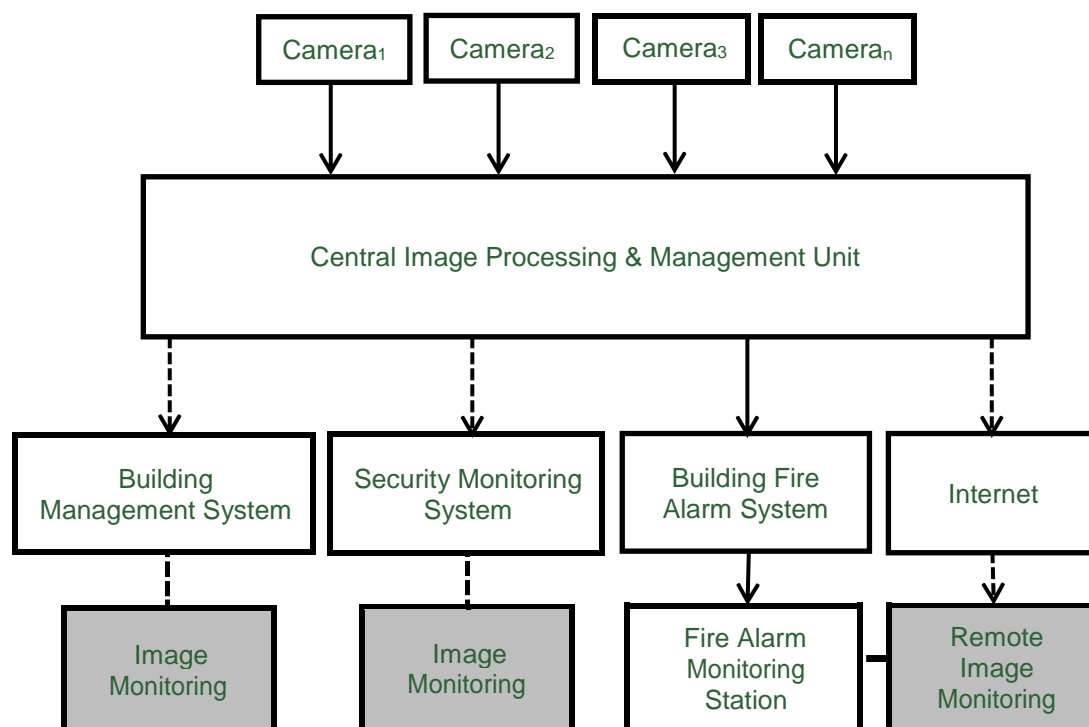 Camera₁
Camera₂
Camera₃
Cameraₙ
Central Image Processing & Management Unit
Building
Management System
Security Monitoring
System
Building Fire
Alarm System
Internet
Image
Monitoring
Image
Monitoring
Fire Alarm
Monitoring
Station
Remote
Image
Monitoring